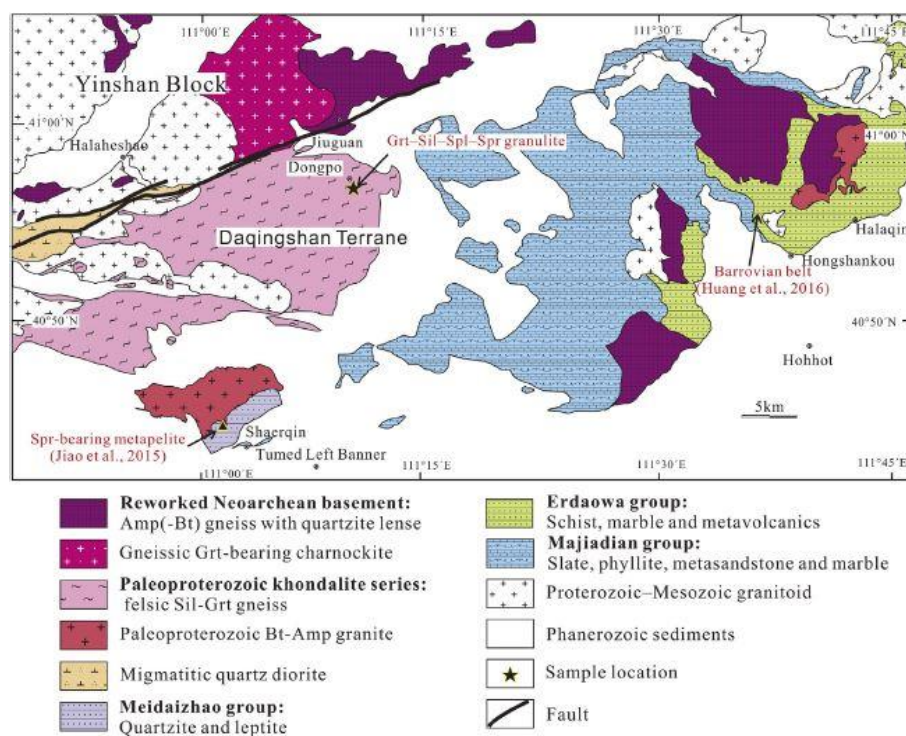 111°00′E
111°15′E
111°30′E
111°45′E
Yinshan Block
41°00′N
Halaheshao
Jiuguan
Dongpo
Grt–Sil–Spl–Spr granulite
41°00′N
Daqingshan Terrane
Halaqin
Hongshankou
Barrovian belt
(Huang et al., 2016)
40°50′N
40°50′N
Hohhot
5km
Spr-bearing metapelite
(Jiao et al., 2015)
Shaerqin
Tumed Left Banner
111°00′E
111°15′E
111°30′E
111°45′E
Reworked Neoarchean basement:
Amp(-Bt) gneiss with quartzite lense
Gneissic Grt-bearing charnockite
Paleoproterozoic khondalite series:
felsic Sil-Grt gneiss
Paleoproterozoic Bt-Amp granite
Migmatitic quartz diorite
Meidaizhao group:
Quartzite and leptite
Erdaowa group:
Schist, marble and metavolcanics
Majiadian group:
Slate, phyllite, metasandstone and marble
Proterozoic–Mesozoic granitoid
Phanerozoic sediments
Sample location
Fault